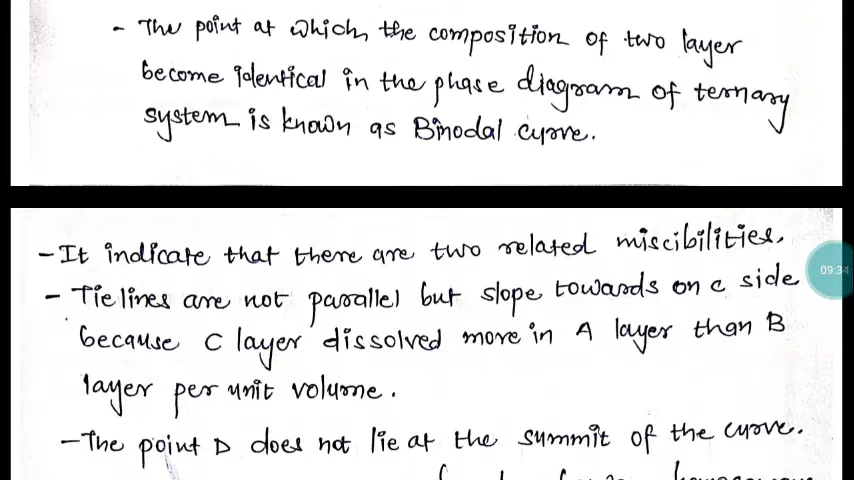 - The point at which the composition of two layer
become identical in the phase diagram of ternary
system is known as Binodal curve.
- It indicate that there are two related miscibilities.
- Tielines are not parallel but slope towards on c side
because C layer dissolved more in A layer than B
layer per unit volume.
- The point D does not lie at the summit of the curve.
09:34